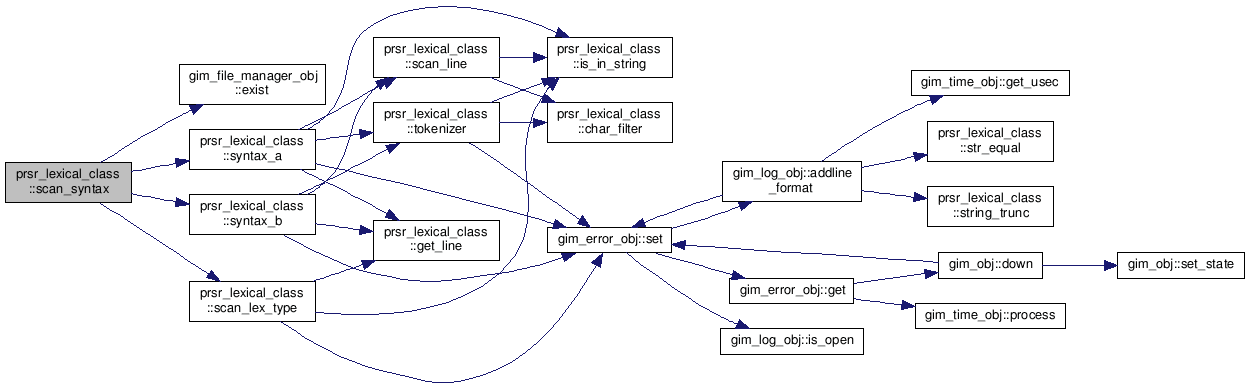 prsr_lexical_class
::scan_syntax
gim_file_manager_obj
::exist
prsr_lexical_class
::syntax_a
prsr_lexical_class
::syntax_b
prsr_lexical_class
::scan_lex_type
prsr_lexical_class
::scan_line
prsr_lexical_class
::tokenizer
prsr_lexical_class
::get_line
prsr_lexical_class
::is_in_string
prsr_lexical_class
::char_filter
gim_error_obj::set
gim_log_obj::addline
_format
gim_error_obj::get
gim_log_obj::is_open
gim_time_obj::get_usec
prsr_lexical_class
::str_equal
prsr_lexical_class
::string_trunc
gim_obj::down
gim_time_obj::process
gim_obj::set_state